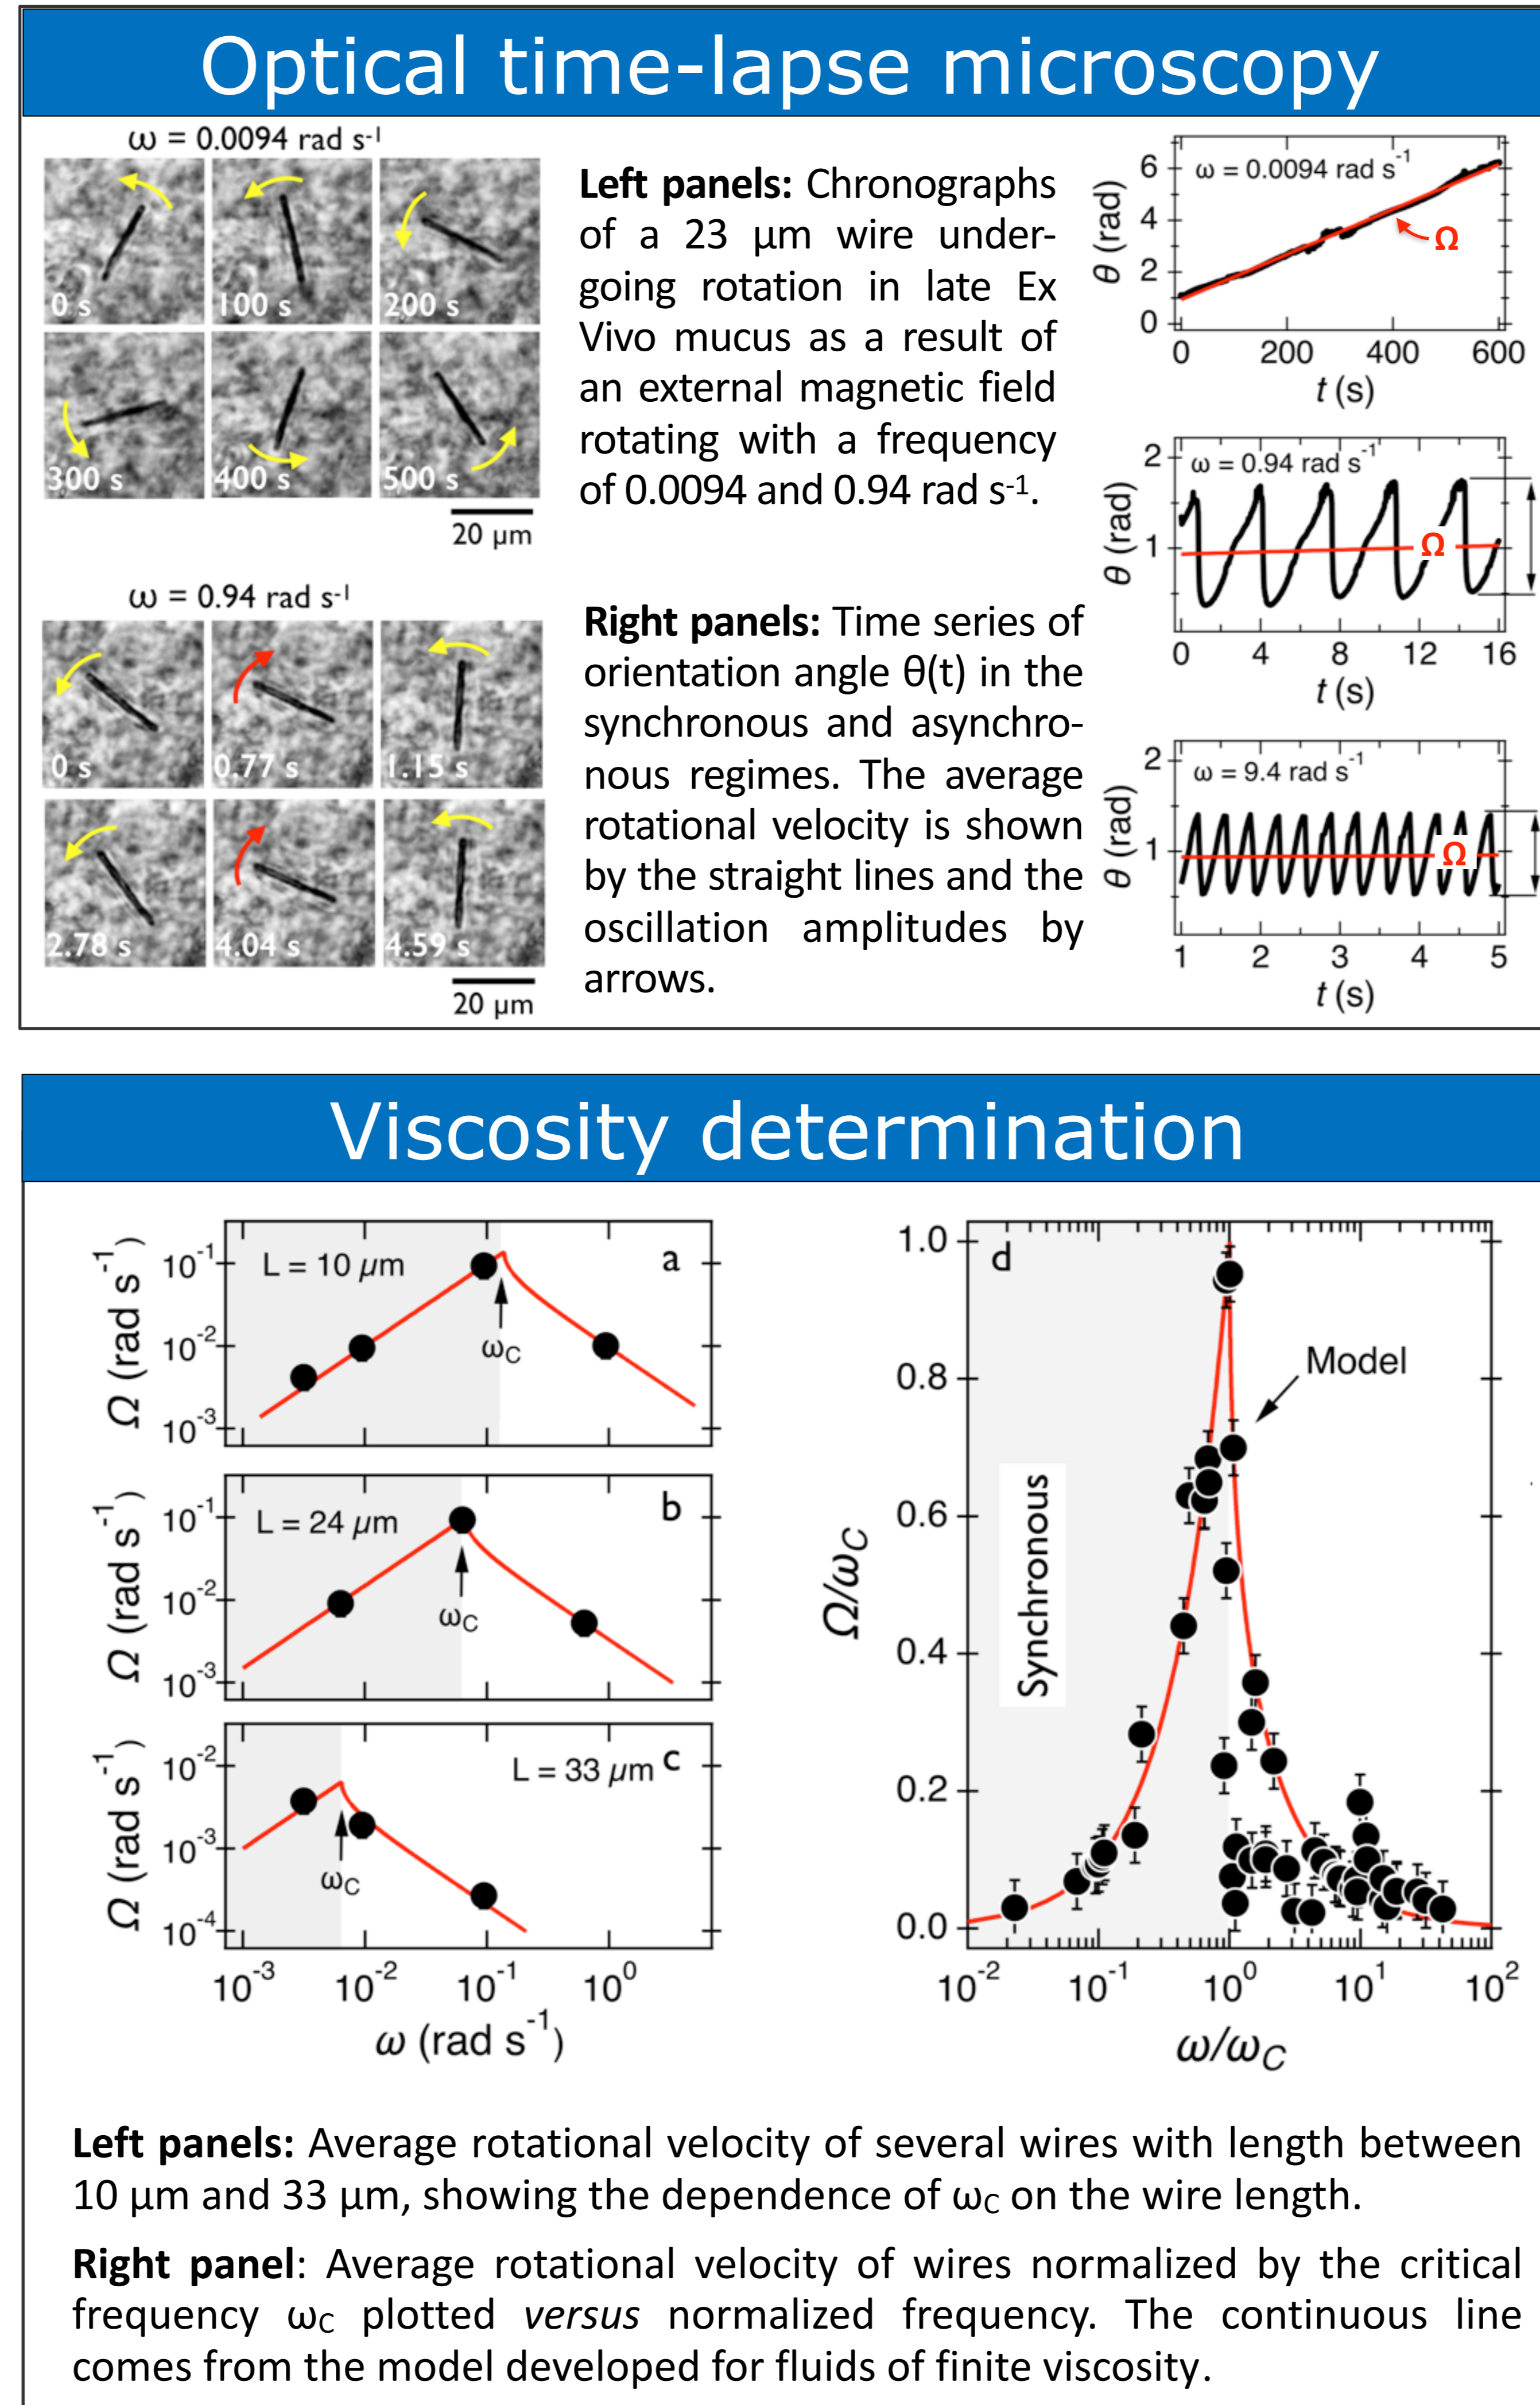 Optical time-lapse microscopy
ω = 0.0094 rad s-1
0 s
100 s
200 s
300 s
400 s
500 s
20 μm
ω = 0.94 rad s-1
0 s
0.77 s
1.15 s
2.78 s
4.04 s
4.59 s
20 μm
Left panels: Chronographs
of a 23 μm wire under-
going rotation in late Ex
Vivo mucus as a result of
an external magnetic field
rotating with a frequency
of 0.0094 and 0.94 rad s-1.
Right panels: Time series of
orientation angle θ(t) in the
synchronous and asynchro-
nous regimes. The average
rotational velocity is shown
by the straight lines and the
oscillation amplitudes by
arrows.
ω = 0.0094 rad s-1
θ (rad)
6
4
2
0
Ω
0 200 400 600
t (s)
ω = 0.94 rad s-1
θ (rad)
2
1
Ω
0 4 8 12 16
t (s)
ω = 9.4 rad s-1
θ (rad)
2
1
Ω
1 2 3 4 5
t (s)
Viscosity determination
Ω (rad s-1)
10-1
10-2
10-3
L = 10 μm
a
ωC
Ω (rad s-1)
10-1
10-2
10-3
L = 24 μm
b
ωC
Ω (rad s-1)
10-2
10-3
10-4
L = 33 μm
c
ωC
10-3 10-2 10-1 100
ω (rad s-1)
d
Ω/ωC
1.0
0.8
0.6
0.4
0.2
0.0
Synchronous
Model
10-2 10-1 100 101 102
ω/ωC
Left panels: Average rotational velocity of several wires with length between
10 μm and 33 μm, showing the dependence of ωC on the wire length.
Right panel: Average rotational velocity of wires normalized by the critical
frequency ωC plotted versus normalized frequency. The continuous line
comes from the model developed for fluids of finite viscosity.